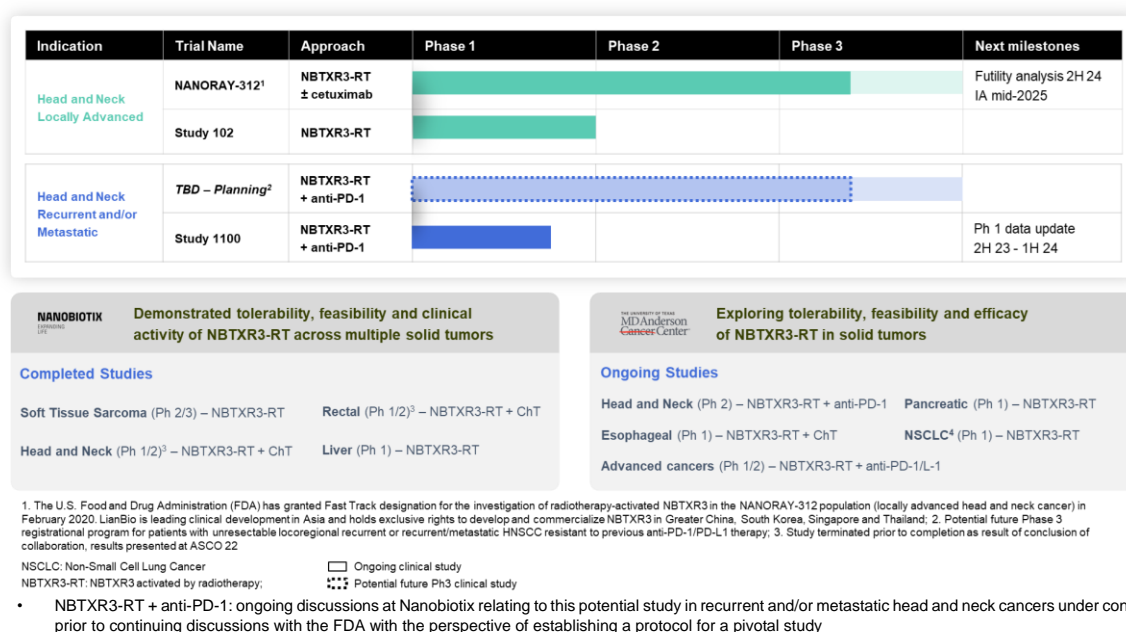 Indication Trial Name Approach Phase 1 Phase 2 Phase 3 Next milestones
Head and Neck
Locally Advanced
NANORAY-312¹
NBTXR3-RT
± cetuximab
Futility analysis 2H 24
IA mid-2025
Study 102
NBTXR3-RT
Head and Neck
Recurrent and/or
Metastatic
TBD – Planning²
NBTXR3-RT
+ anti-PD-1
Study 1100
NBTXR3-RT
+ anti-PD-1
Ph 1 data update
2H 23 - 1H 24
NANOBIOTIX
EXPANDING
LIFE
Demonstrated tolerability, feasibility and clinical
activity of NBTXR3-RT across multiple solid tumors
Completed Studies
Soft Tissue Sarcoma (Ph 2/3) – NBTXR3-RT
Rectal (Ph 1/2)³ – NBTXR3-RT + ChT
Head and Neck (Ph 1/2)³ – NBTXR3-RT + ChT
Liver (Ph 1) – NBTXR3-RT
THE UNIVERSITY OF TEXAS
MD Anderson
Cancer Center
Exploring tolerability, feasibility and efficacy
of NBTXR3-RT in solid tumors
Ongoing Studies
Head and Neck (Ph 2) – NBTXR3-RT + anti-PD-1
Pancreatic (Ph 1) – NBTXR3-RT
Esophageal (Ph 1) – NBTXR3-RT + ChT
NSCLC⁴ (Ph 1) – NBTXR3-RT
Advanced cancers (Ph 1/2) – NBTXR3-RT + anti-PD-1/L-1
1. The U.S. Food and Drug Administration (FDA) has granted Fast Track designation for the investigation of radiotherapy-activated NBTXR3 in the NANORAY-312 population (locally advanced head and neck cancer) in
February 2020. LianBio is leading clinical development in Asia and holds exclusive rights to develop and commercialize NBTXR3 in Greater China, South Korea, Singapore and Thailand; 2. Potential future Phase 3
registrational program for patients with unresectable locoregional recurrent or recurrent/metastatic HNSCC resistant to previous anti-PD-1/PD-L1 therapy; 3. Study terminated prior to completion as result of conclusion of
collaboration, results presented at ASCO 22
NSCLC: Non-Small Cell Lung Cancer
Ongoing clinical study
NBTXR3-RT: NBTXR3 activated by radiotherapy;
Potential future Ph3 clinical study
• NBTXR3-RT + anti-PD-1: ongoing discussions at Nanobiotix relating to this potential study in recurrent and/or metastatic head and neck cancers under con
prior to continuing discussions with the FDA with the perspective of establishing a protocol for a pivotal study